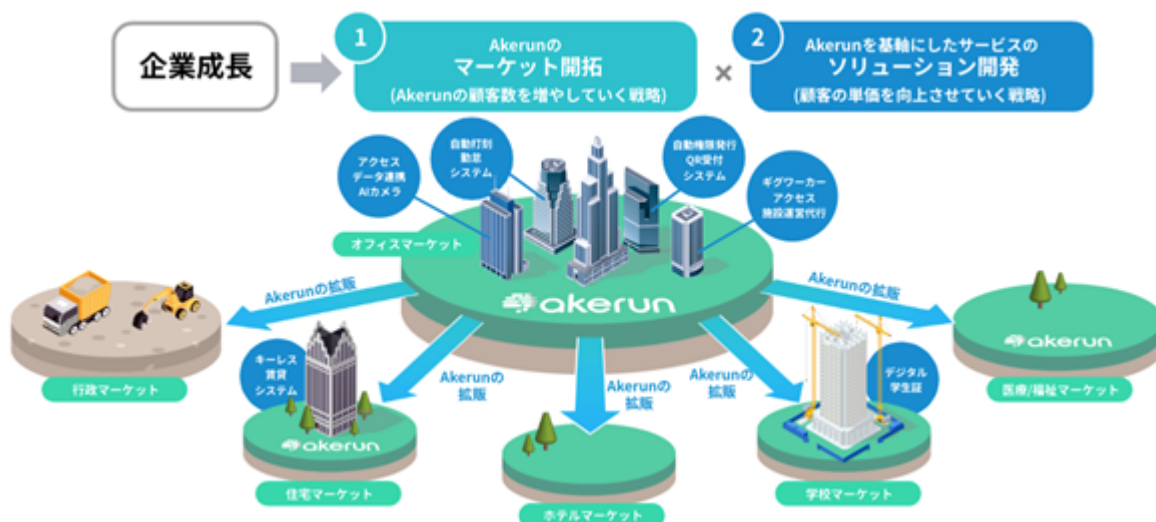 企業成長
1
Akerunの
マーケット開拓
(Akerunの顧客数を増やしていく戦略)
×
2
Akerunを基軸にしたサービスの
ソリューション開発
(顧客の単価を向上させていく戦略)
アクセス
データ連携
AIカメラ
自動打刻
勤怠
システム
自動権限発行
QR受付
システム
ギグワーカー
アクセス
施設運営代行
オフィスマーケット
akerun
Akerunの拡販
Akerunの拡販
行政マーケット
キーレス
賃貸
システム
Akerunの
拡販
Akerunの
拡販
Akerunの
拡販
デジタル
学生証
akerun
医療/福祉マーケット
akerun
住宅マーケット
ホテルマーケット
学校マーケット